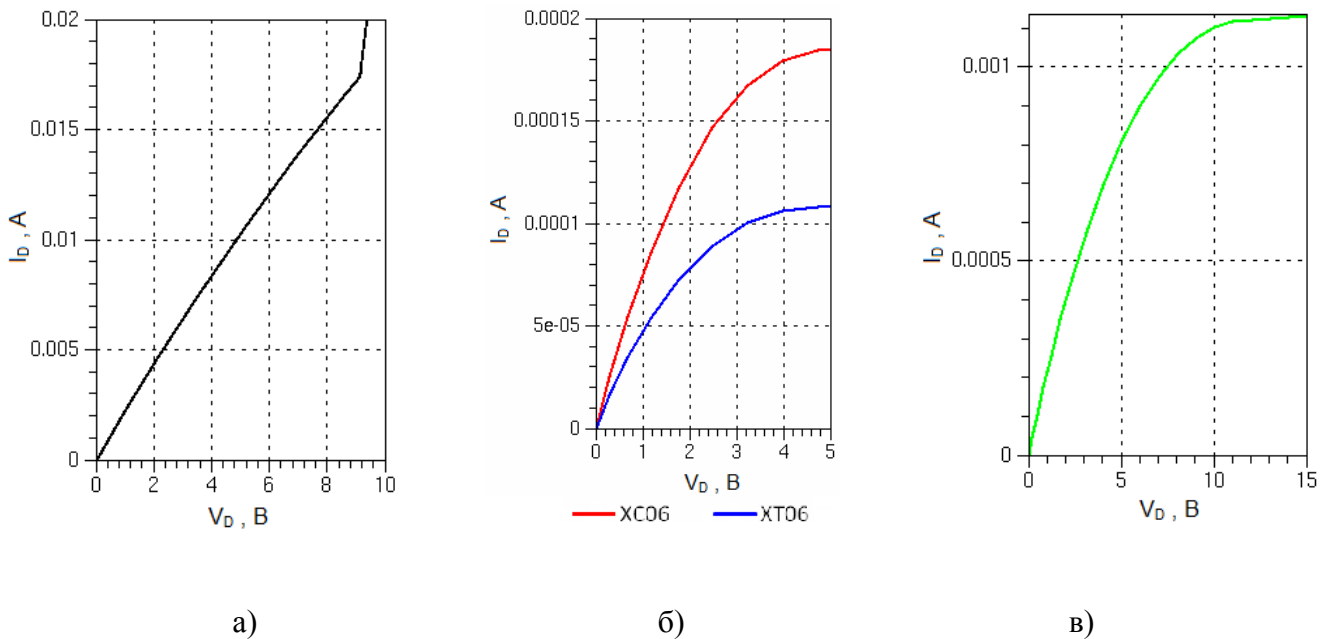 0.02
0.015
0.01
0.005
0
0 2 4 6 8 10
I_D, A
V_D , В
0.0002
0.00015
0.0001
5e-05
0
0 1 2 3 4 5
I_D, A
V_D , В
XC06 XT06
0.001
0.0005
0
0 5 10 15
I_D, A
V_D , В
а) б) в)